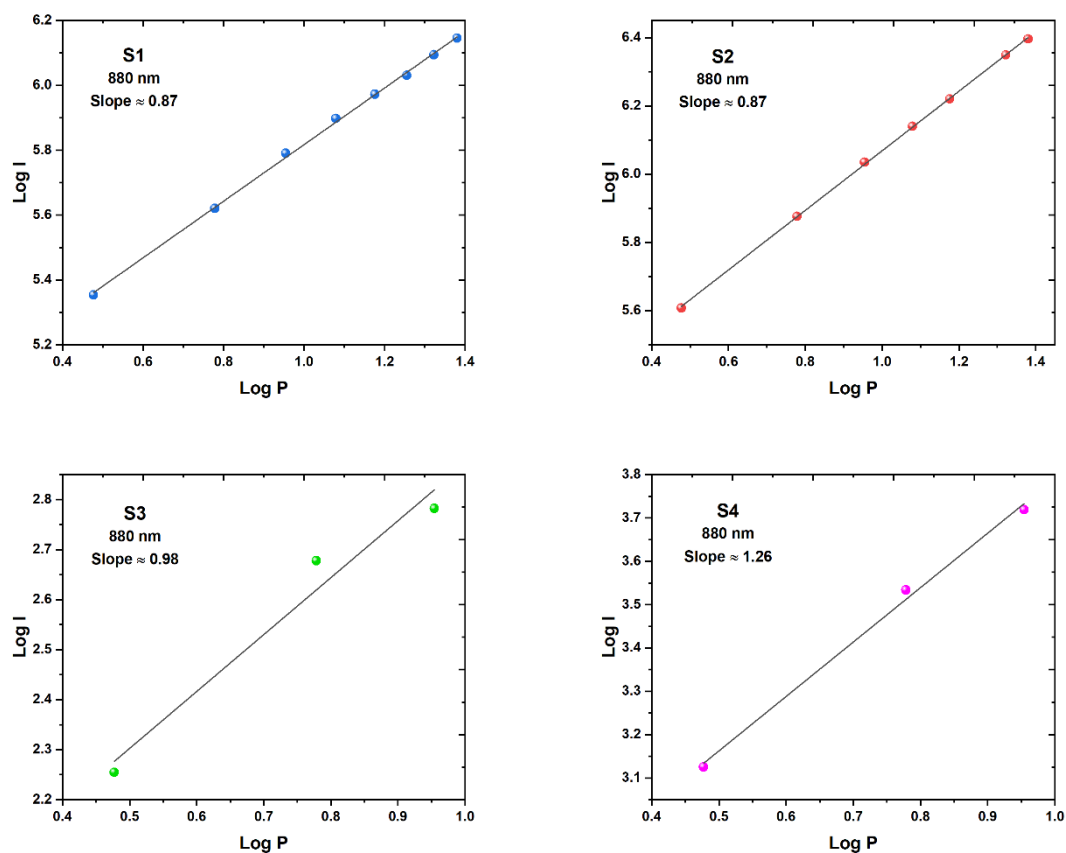 S1
880 nm
Slope ≈ 0.87
Log I
6.2
6.0
5.8
5.6
5.4
5.2
0.4 0.6 0.8 1.0 1.2 1.4
Log P
S2
880 nm
Slope ≈ 0.87
Log I
6.4
6.2
6.0
5.8
5.6
0.4 0.6 0.8 1.0 1.2 1.4
Log P
S3
880 nm
Slope ≈ 0.98
Log I
2.8
2.7
2.6
2.5
2.4
2.3
2.2
0.4 0.5 0.6 0.7 0.8 0.9 1.0
Log P
S4
880 nm
Slope ≈ 1.26
Log I
3.8
3.7
3.6
3.5
3.4
3.3
3.2
3.1
0.4 0.5 0.6 0.7 0.8 0.9 1.0
Log P